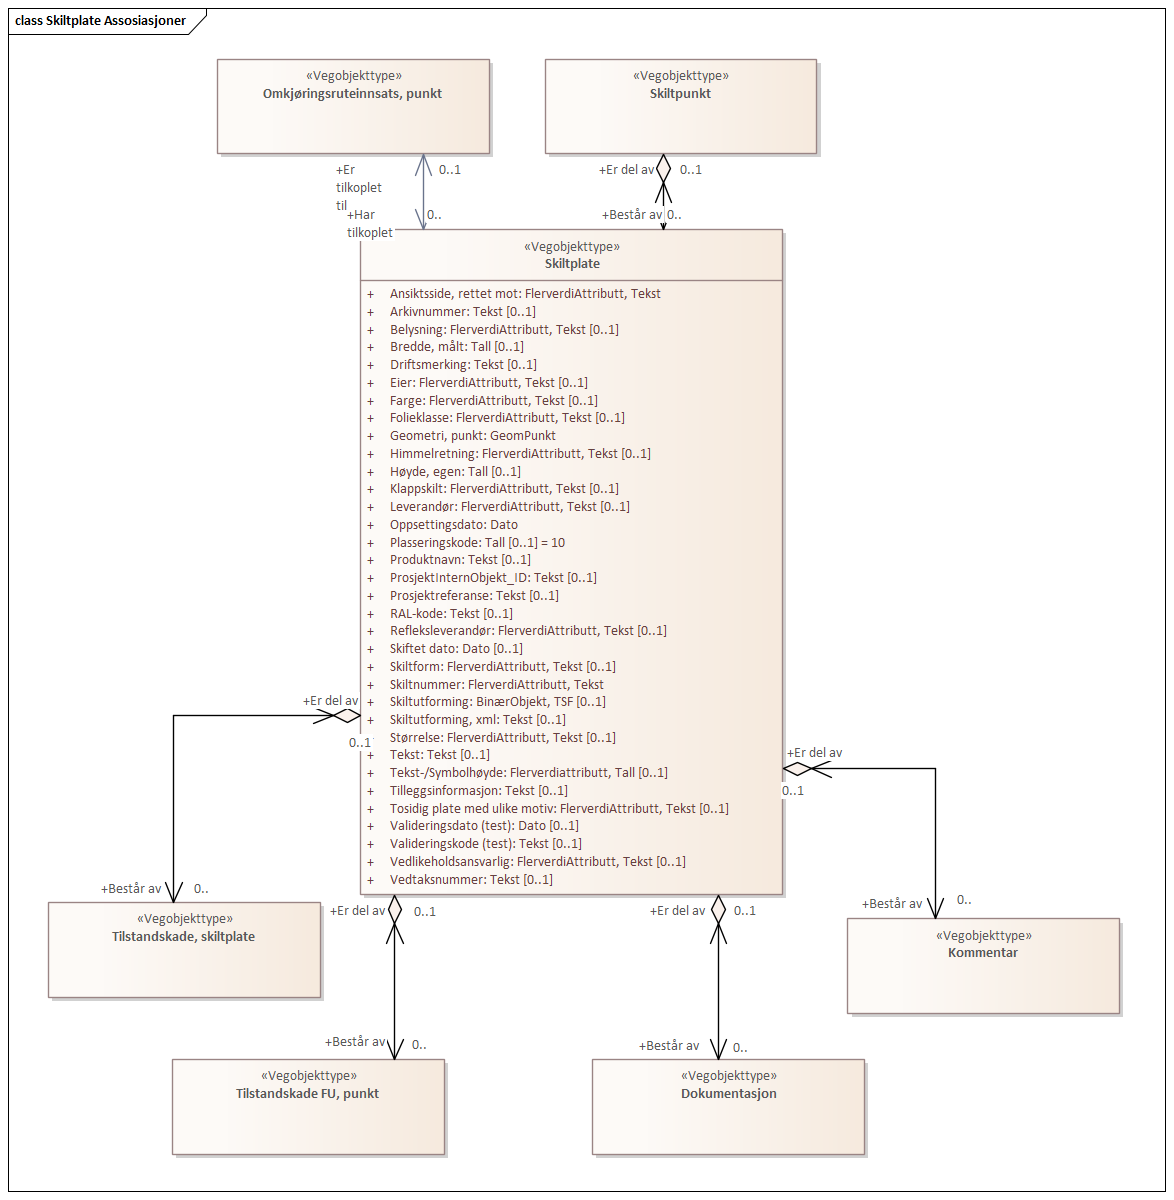 class Skiltplate Assosiasjoner
«Vegobjekttype»
Omkjøringsruteinnsats, punkt
«Vegobjekttype»
Skiltpunkt
+Er
tilkoplet
til
0..1
+Har
tilkoplet
0..
+Er del av
0..1
+Består av
0..
«Vegobjekttype»
Skiltplate
+ Ansiktsside, rettet mot: FlerverdiAttributt, Tekst
+ Arkivnummer: Tekst [0..1]
+ Belysning: FlerverdiAttributt, Tekst [0..1]
+ Bredde, målt: Tall [0..1]
+ Driftsmerking: Tekst [0..1]
+ Eier: FlerverdiAttributt, Tekst [0..1]
+ Farge: FlerverdiAttributt, Tekst [0..1]
+ Folieklasse: FlerverdiAttributt, Tekst [0..1]
+ Geometri, punkt: GeomPunkt
+ Himmelretning: FlerverdiAttributt, Tekst [0..1]
+ Høyde, egen: Tall [0..1]
+ Klappskilt: FlerverdiAttributt, Tekst [0..1]
+ Leverandør: FlerverdiAttributt, Tekst [0..1]
+ Oppsettingsdato: Dato
+ Plasseringskode: Tall [0..1] = 10
+ Produktnavn: Tekst [0..1]
+ ProsjektInternObjekt_ID: Tekst [0..1]
+ Prosjektreferanse: Tekst [0..1]
+ RAL-kode: Tekst [0..1]
+ Refleksleverandør: FlerverdiAttributt, Tekst [0..1]
+ Skiftet dato: Dato [0..1]
+ Skiltform: FlerverdiAttributt, Tekst [0..1]
+ Skiltnummer: FlerverdiAttributt, Tekst
+ Skiltutforming: BinærObjekt, TSF [0..1]
+ Skiltutforming, xml: Tekst [0..1]
+ Størrelse: FlerverdiAttributt, Tekst [0..1]
+ Tekst: Tekst [0..1]
+ Tekst-/Symbolhøyde: Flerverdiattributt, Tall [0..1]
+ Tilleggsinformasjon: Tekst [0..1]
+ Tosidig plate med ulike motiv: FlerverdiAttributt, Tekst [0..1]
+ Valideringsdato (test): Dato [0..1]
+ Valideringskode (test): Tekst [0..1]
+ Vedlikeholdsansvarlig: FlerverdiAttributt, Tekst [0..1]
+ Vedtaksnummer: Tekst [0..1]
+Er del av
0..1
+Består av
0..
«Vegobjekttype»
Tilstandskade, skiltplate
+Er del av
0..1
+Består av
0..
«Vegobjekttype»
Tilstandskade FU, punkt
+Er del av
0..1
+Består av
0..
«Vegobjekttype»
Dokumentasjon
+Er del av
0..1
+Består av
0..
«Vegobjekttype»
Kommentar